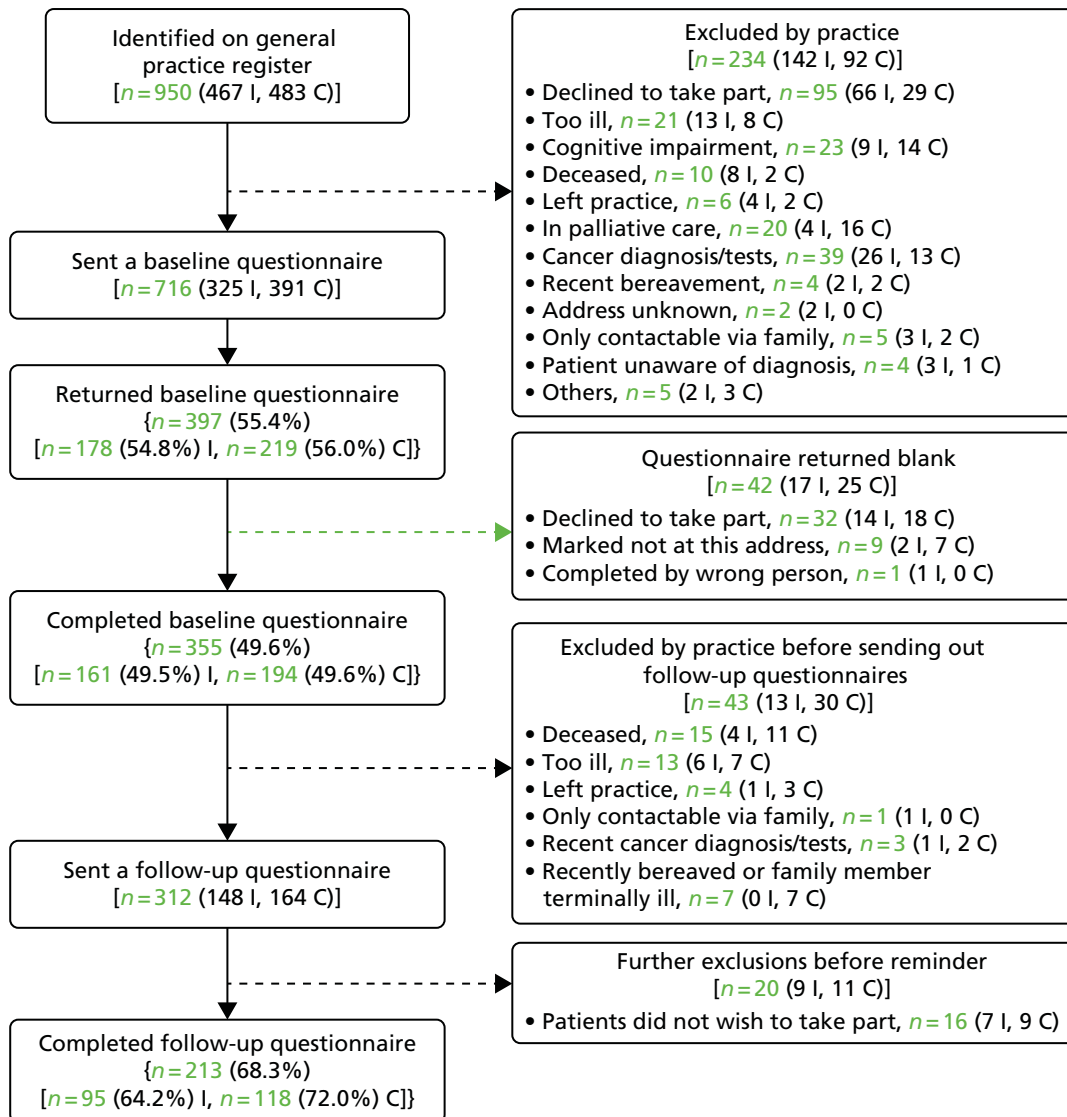 Identified on general
practice register
[n=950 (467 I, 483 C)]
Excluded by practice
[n=234 (142 I, 92 C)]
• Declined to take part, n=95 (66 I, 29 C)
• Too ill, n=21 (13 I, 8 C)
• Cognitive impairment, n=23 (9 I, 14 C)
• Deceased, n=10 (8 I, 2 C)
• Left practice, n=6 (4 I, 2 C)
• In palliative care, n=20 (4 I, 16 C)
• Cancer diagnosis/tests, n=39 (26 I, 13 C)
• Recent bereavement, n=4 (2 I, 2 C)
• Address unknown, n=2 (2 I, 0 C)
• Only contactable via family, n=5 (3 I, 2 C)
• Patient unaware of diagnosis, n=4 (3 I, 1 C)
• Others, n=5 (2 I, 3 C)
Sent a baseline questionnaire
[n=716 (325 I, 391 C)]
Returned baseline questionnaire
{n=397 (55.4%)
[n=178 (54.8%) I, n=219 (56.0%) C]}
Questionnaire returned blank
[n=42 (17 I, 25 C)]
• Declined to take part, n=32 (14 I, 18 C)
• Marked not at this address, n=9 (2 I, 7 C)
• Completed by wrong person, n=1 (1 I, 0 C)
Completed baseline questionnaire
{n=355 (49.6%)
[n=161 (49.5%) I, n=194 (49.6%) C]}
Excluded by practice before sending out
follow-up questionnaires
[n=43 (13 I, 30 C)]
• Deceased, n=15 (4 I, 11 C)
• Too ill, n=13 (6 I, 7 C)
• Left practice, n=4 (1 I, 3 C)
• Only contactable via family, n=1 (1 I, 0 C)
• Recent cancer diagnosis/tests, n=3 (1 I, 2 C)
• Recently bereaved or family member
terminally ill, n=7 (0 I, 7 C)
Sent a follow-up questionnaire
[n=312 (148 I, 164 C)]
Further exclusions before reminder
[n=20 (9 I, 11 C)]
• Patients did not wish to take part, n=16 (7 I, 9 C)
Completed follow-up questionnaire
{n=213 (68.3%)
[n=95 (64.2%) I, n=118 (72.0%) C]}